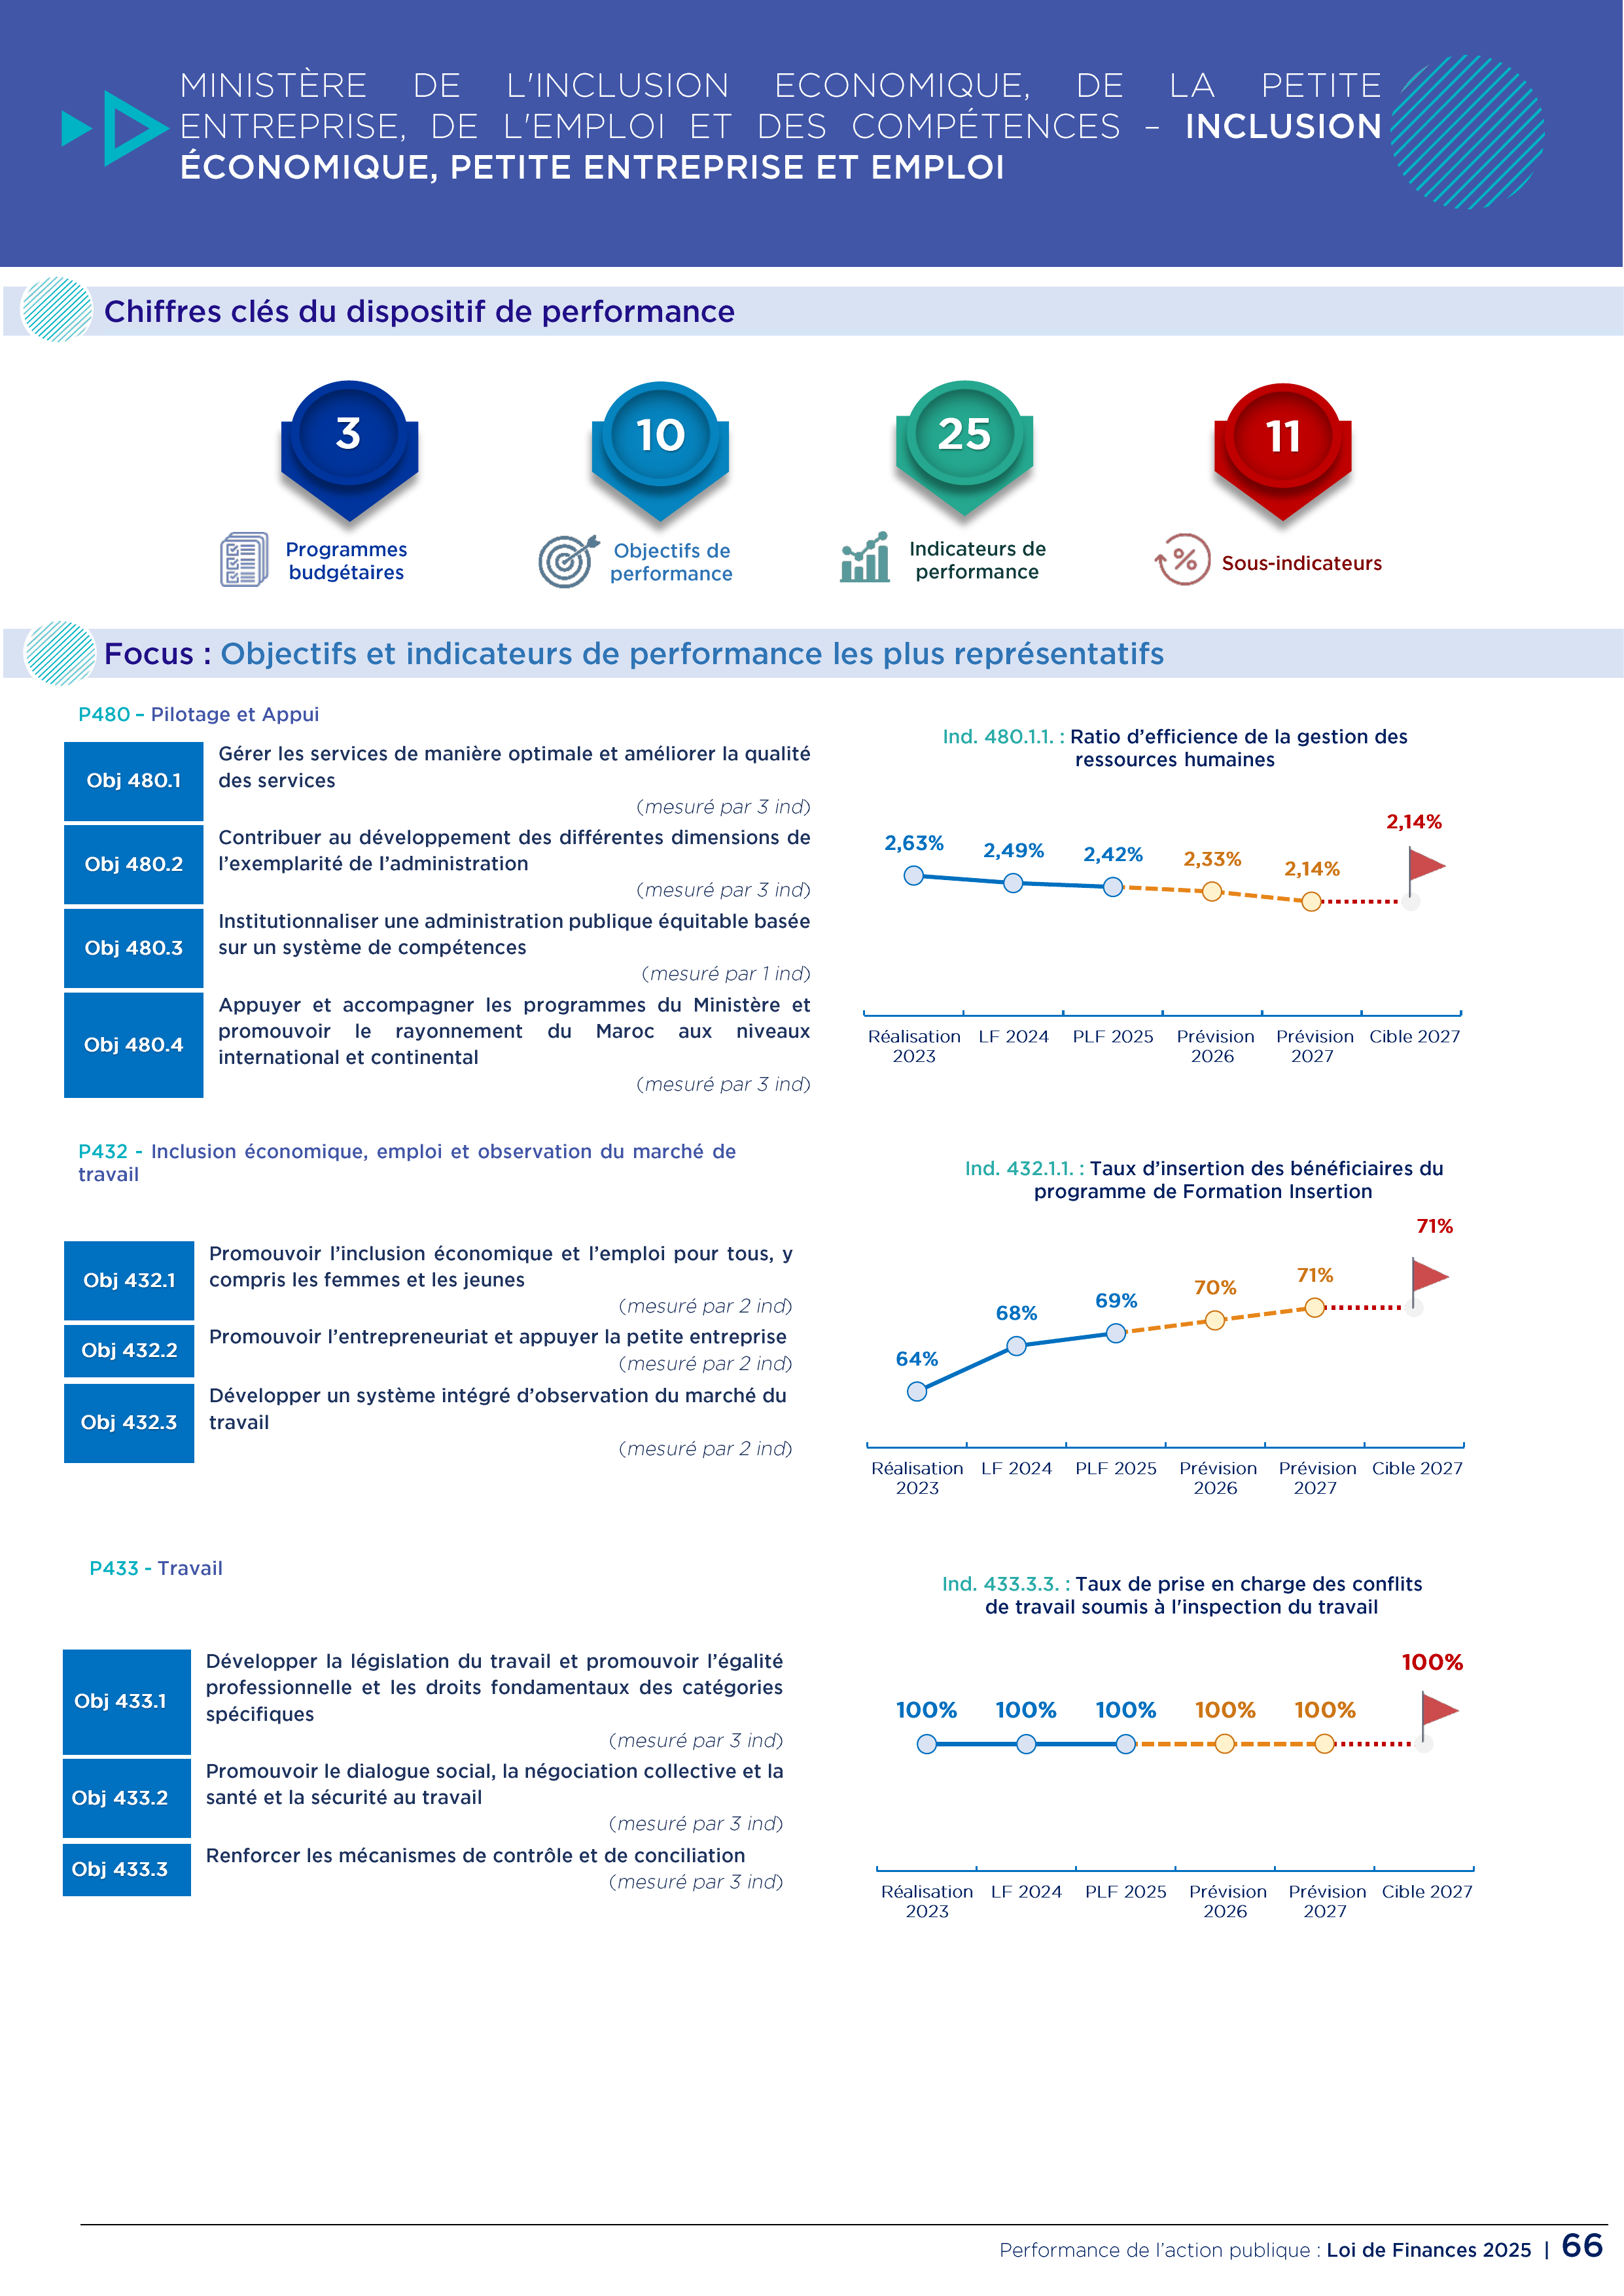 MINISTÈRE DE L'INCLUSION ECONOMIQUE, DE LA PETITE
ENTREPRISE, DE L'EMPLOI ET DES COMPÉTENCES – INCLUSION
ÉCONOMIQUE, PETITE ENTREPRISE ET EMPLOI
Chiffres clés du dispositif de performance
3
10
25
11
Programmes
budgétaires
Objectifs de
performance
Indicateurs de
performance
Sous-indicateurs
Focus : Objectifs et indicateurs de performance les plus représentatifs
P480 – Pilotage et Appui
Obj 480.1
Gérer les services de manière optimale et améliorer la qualité
des services
(mesuré par 3 ind)
Obj 480.2
Contribuer au développement des différentes dimensions de
l’exemplarité de l’administration
(mesuré par 3 ind)
Obj 480.3
Institutionnaliser une administration publique équitable basée
sur un système de compétences
(mesuré par 1 ind)
Obj 480.4
Appuyer et accompagner les programmes du Ministère et
promouvoir le rayonnement du Maroc aux niveaux
international et continental
(mesuré par 3 ind)
Ind. 480.1.1. : Ratio d’efficience de la gestion des
ressources humaines
2,63%
2,49%
2,42%
2,33%
2,14%
2,14%
Réalisation
2023
LF 2024
PLF 2025
Prévision
2026
Prévision
2027
Cible 2027
P432 - Inclusion économique, emploi et observation du marché de
travail
Obj 432.1
Promouvoir l’inclusion économique et l’emploi pour tous, y
compris les femmes et les jeunes
(mesuré par 2 ind)
Obj 432.2
Promouvoir l’entrepreneuriat et appuyer la petite entreprise
(mesuré par 2 ind)
Obj 432.3
Développer un système intégré d’observation du marché du
travail
(mesuré par 2 ind)
Ind. 432.1.1. : Taux d’insertion des bénéficiaires du
programme de Formation Insertion
64%
68%
69%
70%
71%
71%
Réalisation
2023
LF 2024
PLF 2025
Prévision
2026
Prévision
2027
Cible 2027
P433 - Travail
Obj 433.1
Développer la législation du travail et promouvoir l’égalité
professionnelle et les droits fondamentaux des catégories
spécifiques
(mesuré par 3 ind)
Obj 433.2
Promouvoir le dialogue social, la négociation collective et la
santé et la sécurité au travail
(mesuré par 3 ind)
Obj 433.3
Renforcer les mécanismes de contrôle et de conciliation
(mesuré par 3 ind)
Ind. 433.3.3. : Taux de prise en charge des conflits
de travail soumis à l'inspection du travail
100%
100%
100%
100%
100%
100%
Réalisation
2023
LF 2024
PLF 2025
Prévision
2026
Prévision
2027
Cible 2027
Performance de l’action publique : Loi de Finances 2025 | 66